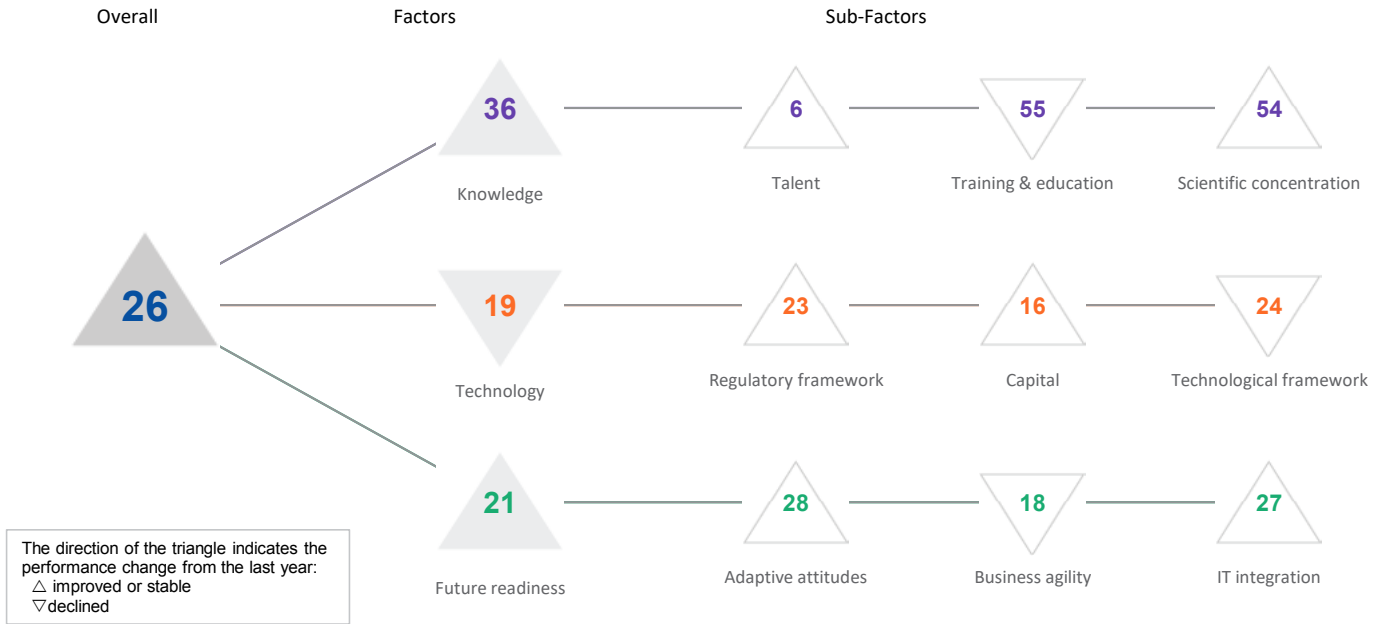 Overall
Factors
Sub-Factors
36
6
55
54
Knowledge
Talent
Training & education
Scientific concentration
26
19
23
16
24
Technology
Regulatory framework
Capital
Technological framework
21
28
18
27
Future readiness
Adaptive attitudes
Business agility
IT integration
The direction of the triangle indicates the
performance change from the last year:
△ improved or stable
▽declined